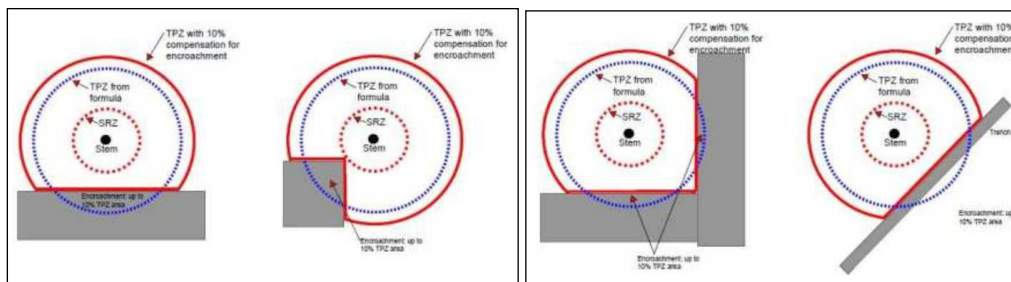 TPZ with 10%
compensation for
encroachment
TPZ from
formula
SRZ
Stem
Encroachment: up to
10% TPZ area
TPZ with 10%
compensation for
encroachment
TPZ from
formula
SRZ
Stem
Encroachment: up to
10% TPZ area
TPZ with 10%
compensation for
encroachment
TPZ from
formula
SRZ
Stem
Encroachment: up to
10% TPZ area
TPZ with 10%
compensation for
encroachment
TPZ from
formula
SRZ
Stem
Encroachment: up
10% TPZ area